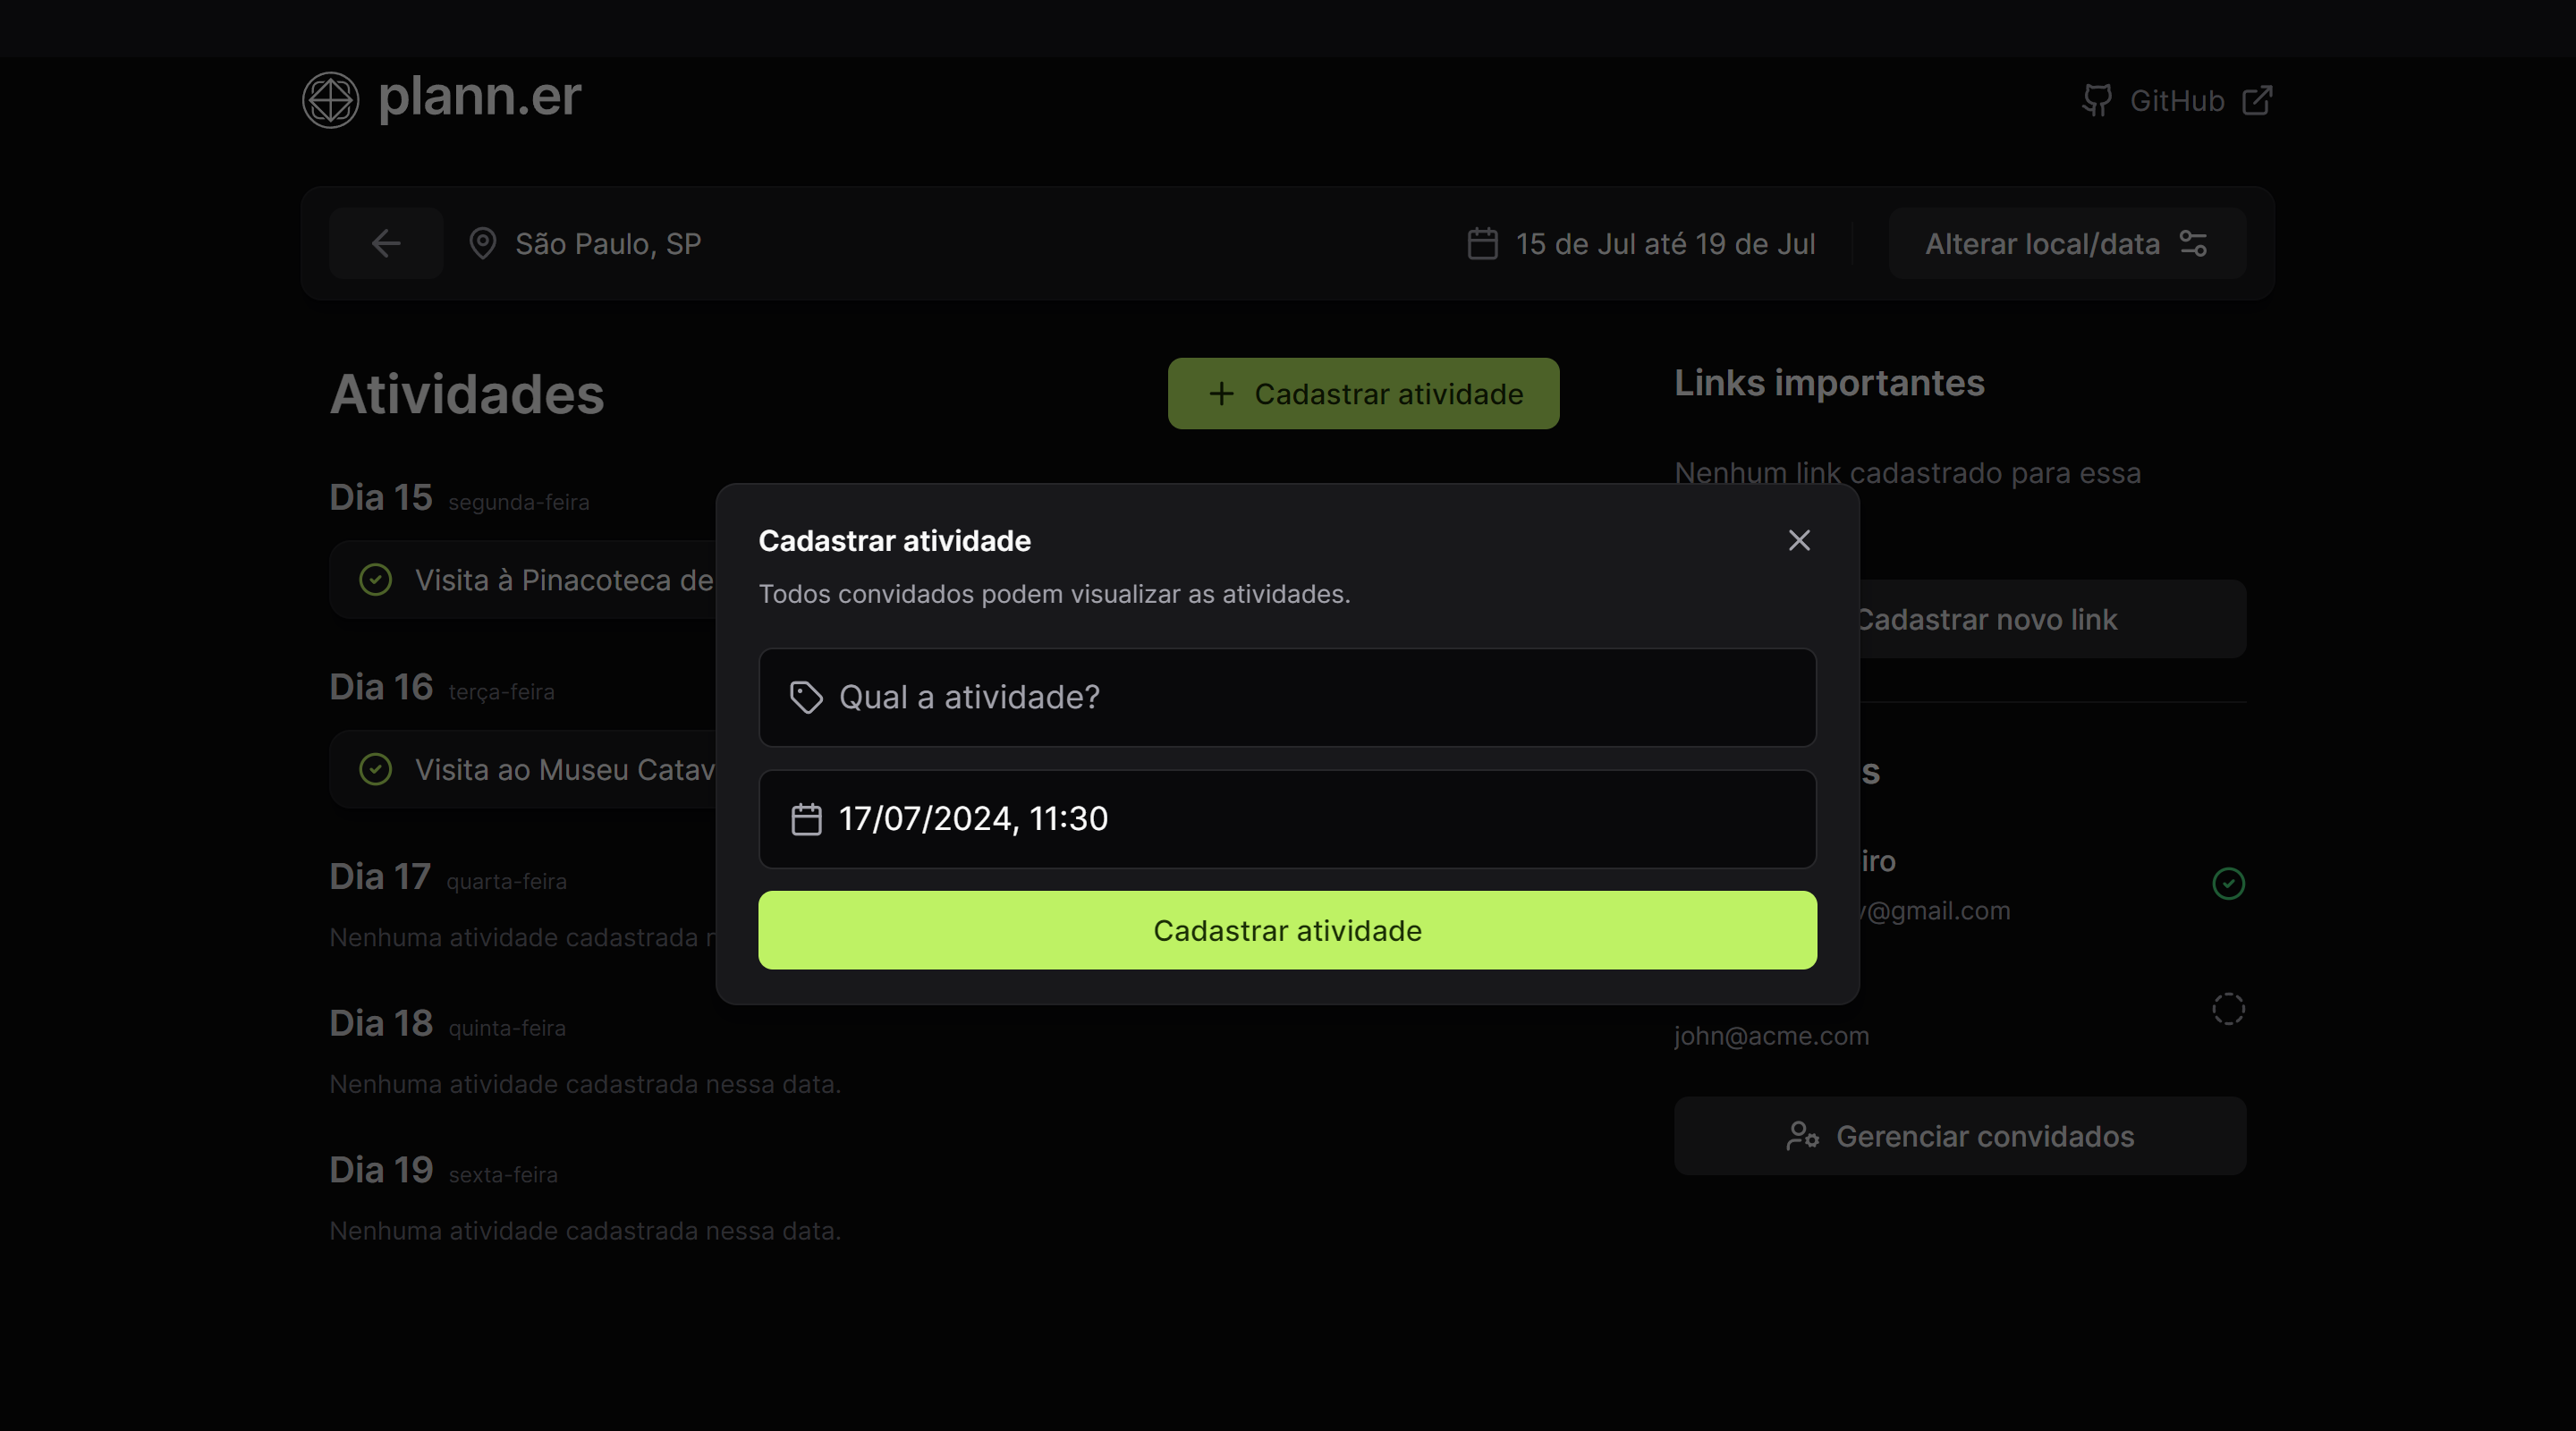 plann.er
GitHub
São Paulo, SP
15 de Jul até 19 de Jul
Alterar local/data
Atividades
Cadastrar atividade
Dia 15 segunda-feira
Visita à Pinacoteca de
Dia 16 terça-feira
Visita ao Museu Catav
Dia 17 quarta-feira
Nenhuma atividade cadastrada
Dia 18 quinta-feira
Nenhuma atividade cadastrada nessa data.
Dia 19 sexta-feira
Nenhuma atividade cadastrada nessa data.
Cadastrar atividade
Todos convidados podem visualizar as atividades.
Qual a atividade?
17/07/2024, 11:30
Cadastrar atividade
Links importantes
Nenhum link cadastrado para essa
Cadastrar novo link
s
iro
@gmail.com
john@acme.com
Gerenciar convidados